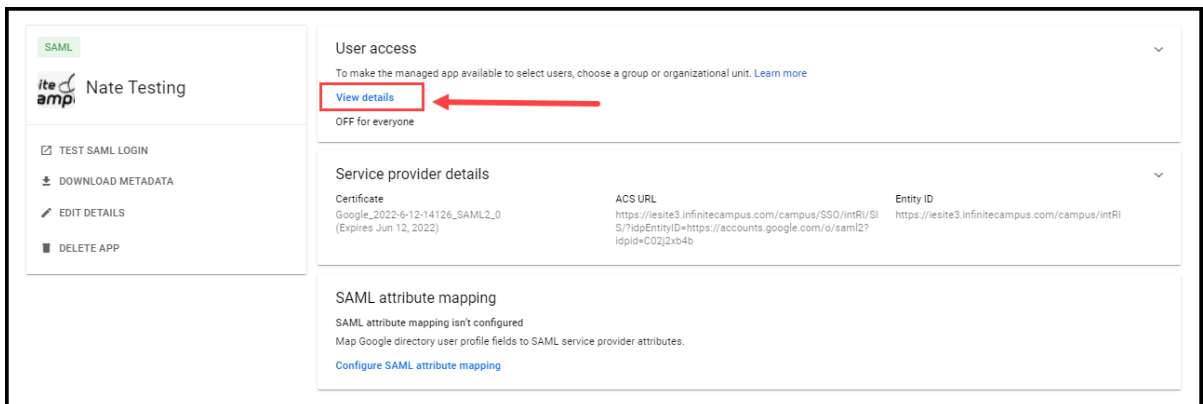 SAML
ite
amp
Nate Testing
TEST SAML LOGIN
DOWNLOAD METADATA
EDIT DETAILS
DELETE APP
User access
To make the managed app available to select users, choose a group or organizational unit. Learn more
View details
OFF for everyone
Service provider details
Certificate
Google_2022-6-12-14126_SAML2_0
(Expires Jun 12, 2022)
ACS URL
https://iesite3.infinitecampus.com/campus/SSO/intRI/SI
S/?idpEntityID=https://accounts.google.com/o/saml2?
idpid=C02j2xb4b
Entity ID
https://iesite3.infinitecampus.com/campus/intRI
SAML attribute mapping
SAML attribute mapping isn't configured
Map Google directory user profile fields to SAML service provider attributes.
Configure SAML attribute mapping